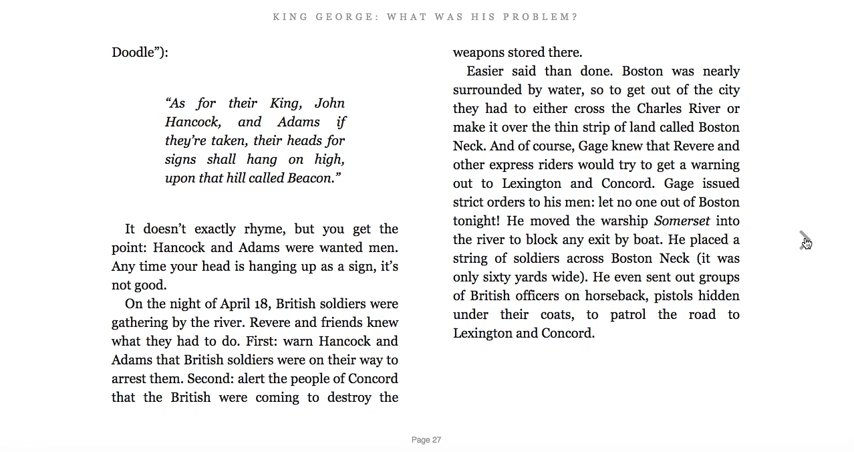 KING GEORGE: WHAT WAS HIS PROBLEM?
Doodle”):
“As for their King, John
Hancock, and Adams if
they’re taken, their heads for
signs shall hang on high,
upon that hill called Beacon.”
It doesn’t exactly rhyme, but you get the
point: Hancock and Adams were wanted men.
Any time your head is hanging up as a sign, it’s
not good.
On the night of April 18, British soldiers were
gathering by the river. Revere and friends knew
what they had to do. First: warn Hancock and
Adams that British soldiers were on their way to
arrest them. Second: alert the people of Concord
that the British were coming to destroy the
weapons stored there.
Easier said than done. Boston was nearly
surrounded by water, so to get out of the city
they had to either cross the Charles River or
make it over the thin strip of land called Boston
Neck. And of course, Gage knew that Revere and
other express riders would try to get a warning
out to Lexington and Concord. Gage issued
strict orders to his men: let no one out of Boston
tonight! He moved the warship Somerset into
the river to block any exit by boat. He placed a
string of soldiers across Boston Neck (it was
only sixty yards wide). He even sent out groups
of British officers on horseback, pistols hidden
under their coats, to patrol the road to
Lexington and Concord.
Page 27